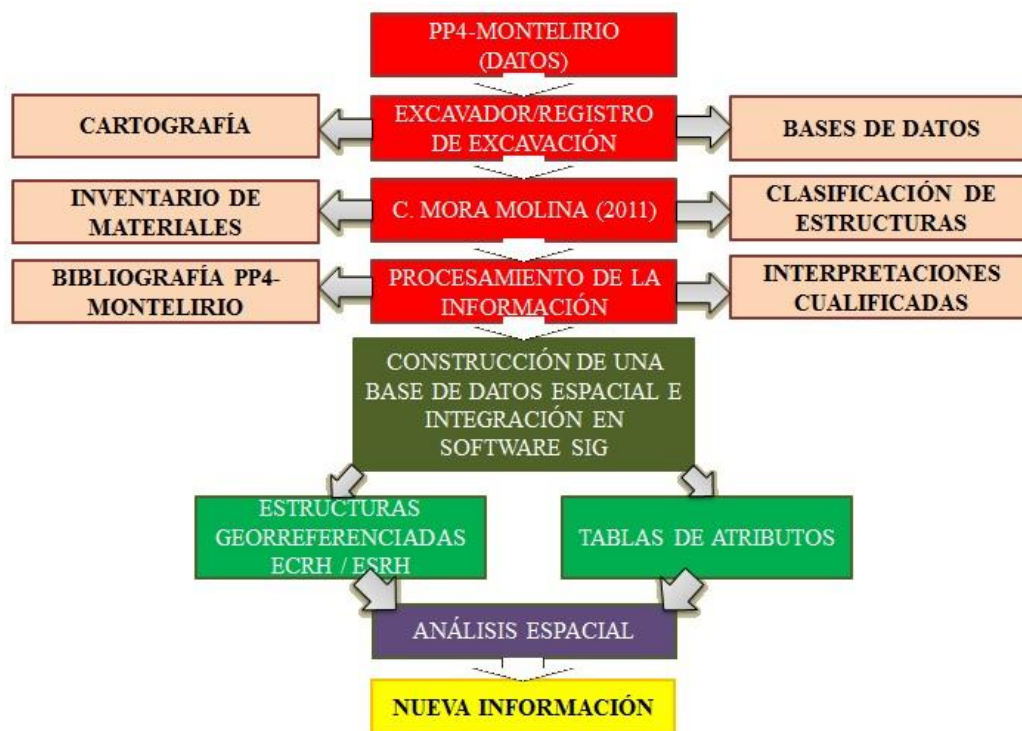 PP4-MONTELIRIO
(DATOS)
CARTOGRAFÍA
EXCAVADOR/REGISTRO
DE EXCAVACIÓN
BASES DE DATOS
INVENTARIO DE
MATERIALES
C. MORA MOLINA (2011)
CLASIFICACIÓN DE
ESTRUCTURAS
BIBLIOGRAFÍA PP4-
MONTELIRIO
PROCESAMIENTO DE LA
INFORMACIÓN
INTERPRETACIONES
CUALIFICADAS
CONSTRUCCIÓN DE UNA
BASE DE DATOS ESPACIAL E
INTEGRACIÓN EN
SOFTWARE SIG
ESTRUCTURAS
GEORREFERENCIADAS
ECRH / ESRH
TABLAS DE ATRIBUTOS
ANÁLISIS ESPACIAL
NUEVA INFORMACIÓN